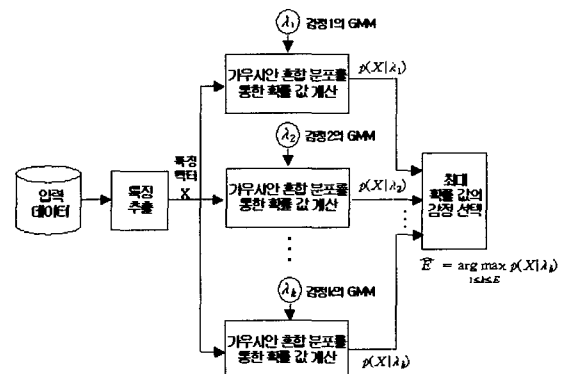 λ₁ 감정1의 GMM
가우시안 혼합 분포를
통한 확률 값 계산
p(X|λ₁)
λ₂ 감정2의 GMM
특징
벡터
X
입력
데이터
특징
추출
가우시안 혼합 분포를
통한 확률 값 계산
p(X|λ₂)
최대
확률 값의
감정 선택
Ê = arg max p(X|λₖ)
1≤k≤E
λₖ 감정k의 GMM
가우시안 혼합 분포를
통한 확률 값 계산
p(X|λₖ)